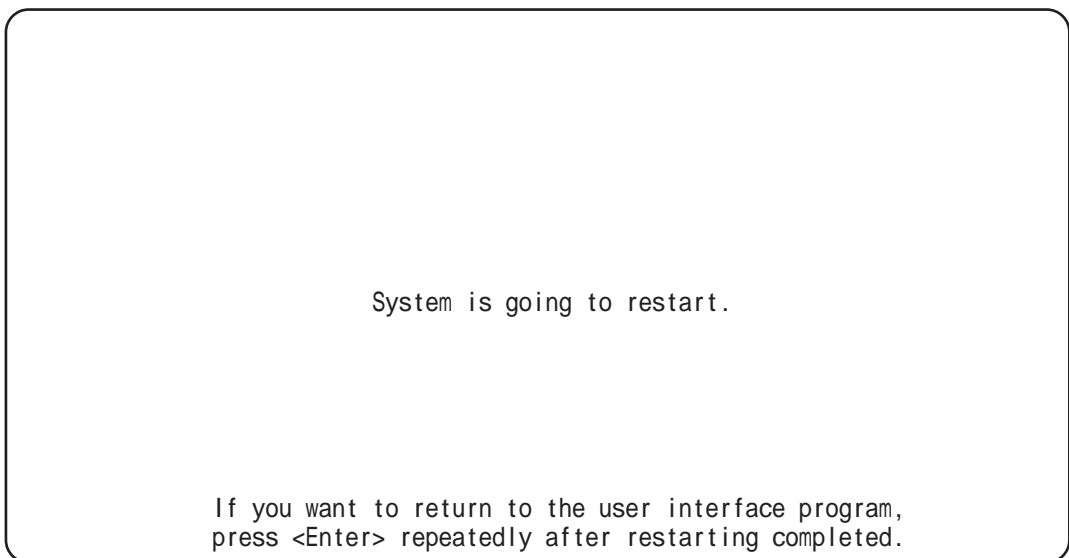 System is going to restart.
If you want to return to the user interface program,
press <Enter> repeatedly after restarting completed.